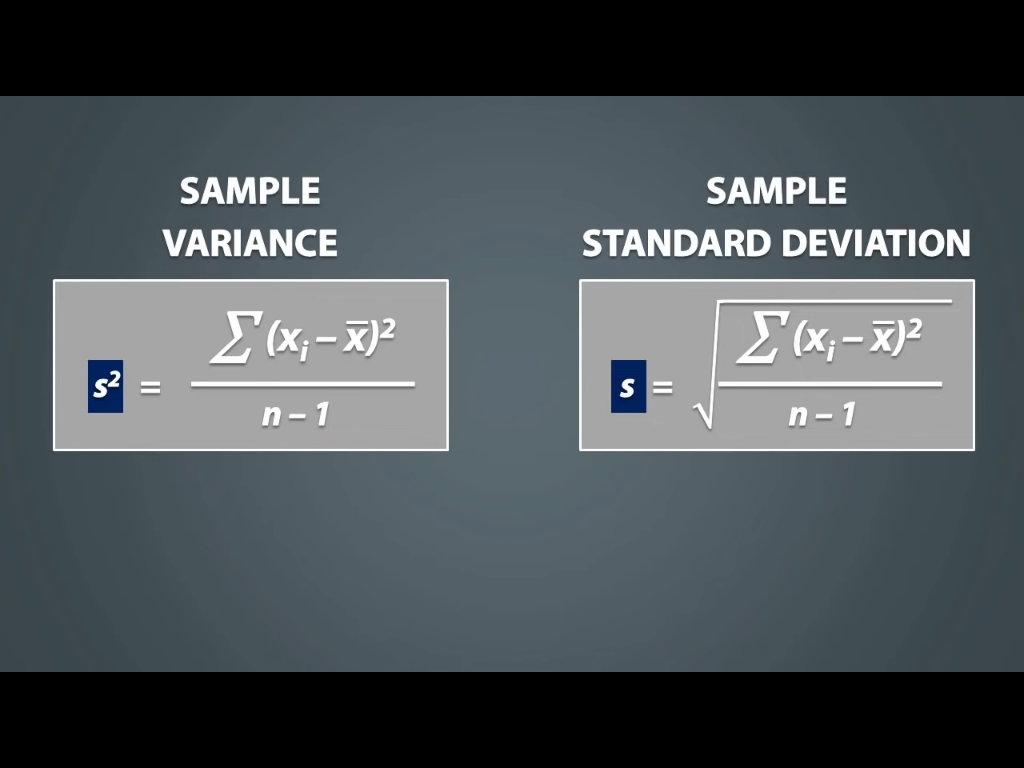 SAMPLE
VARIANCE
s² = ∑(xᵢ – x̅)² / n – 1
SAMPLE
STANDARD DEVIATION
s = √(∑(xᵢ – x̅)² / n – 1)